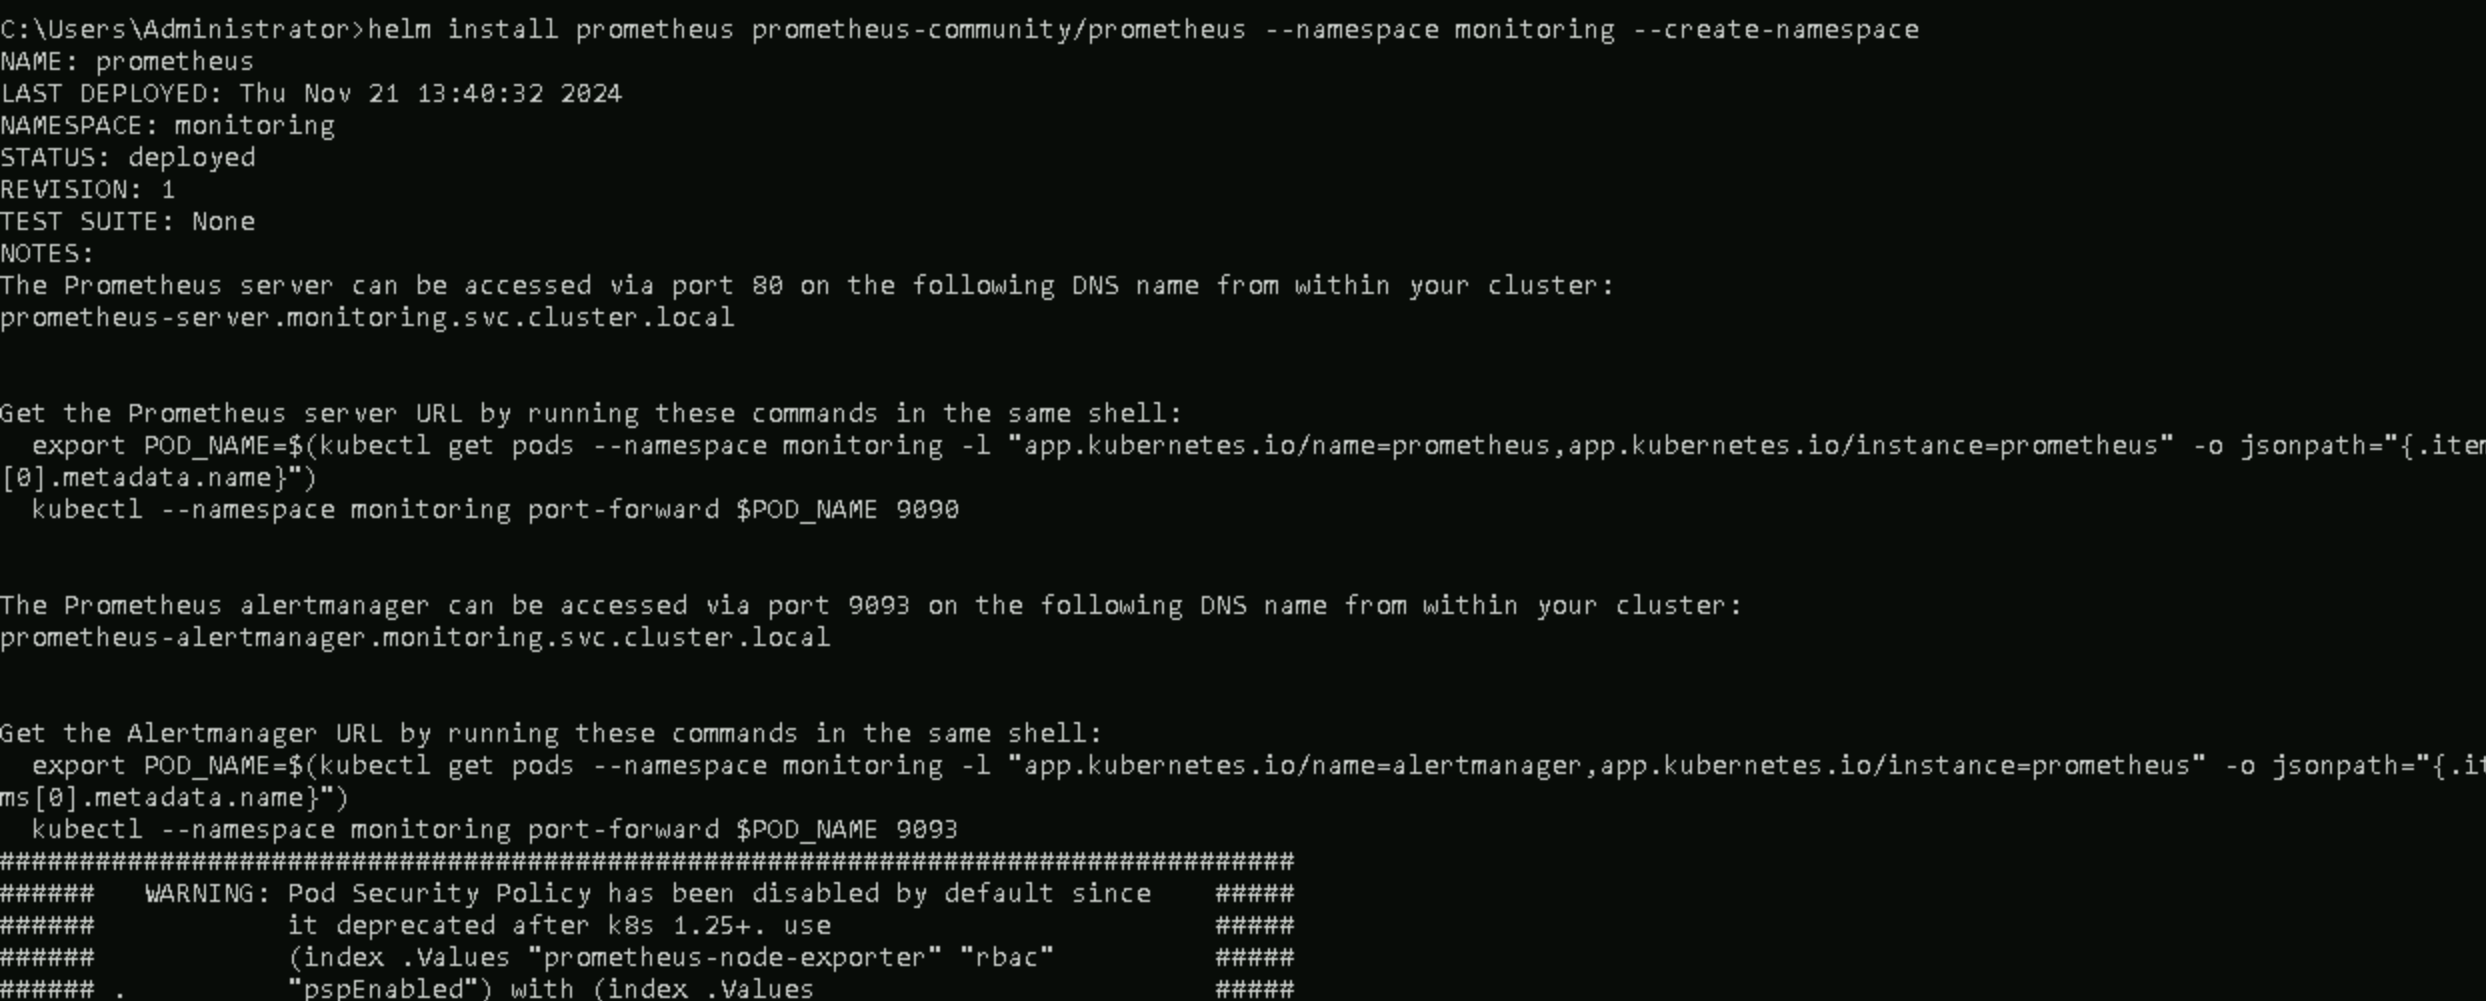 C:\Users\Administrator>helm install prometheus prometheus-community/prometheus --namespace monitoring --create-namespace
NAME: prometheus
LAST DEPLOYED: Thu Nov 21 13:40:32 2024
NAMESPACE: monitoring
STATUS: deployed
REVISION: 1
TEST SUITE: None
NOTES:
The Prometheus server can be accessed via port 80 on the following DNS name from within your cluster:
prometheus-server.monitoring.svc.cluster.local
Get the Prometheus server URL by running these commands in the same shell:
  export POD_NAME=$(kubectl get pods --namespace monitoring -l "app.kubernetes.io/name=prometheus,app.kubernetes.io/instance=prometheus" -o jsonpath="{.item
[0].metadata.name}")
  kubectl --namespace monitoring port-forward $POD_NAME 9090
The Prometheus alertmanager can be accessed via port 9093 on the following DNS name from within your cluster:
prometheus-alertmanager.monitoring.svc.cluster.local
Get the Alertmanager URL by running these commands in the same shell:
  export POD_NAME=$(kubectl get pods --namespace monitoring -l "app.kubernetes.io/name=alertmanager,app.kubernetes.io/instance=prometheus" -o jsonpath="{.it
ms[0].metadata.name}")
  kubectl --namespace monitoring port-forward $POD_NAME 9093
#################################################################################
######   WARNING: Pod Security Policy has been disabled by default since    #####
######            it deprecated after k8s 1.25+. use                        #####
######            (index .Values "prometheus-node-exporter" "rbac"          #####
###### .          "pspEnabled") with (index .Values                         #####